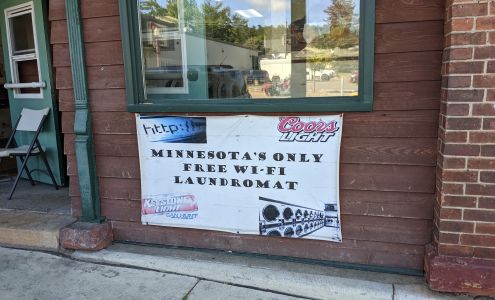 http://
Coors
LIGHT
MINNESOTA'S ONLY
FREE WI-FI
LAUNDROMAT
KEYSTONE
LIGHT